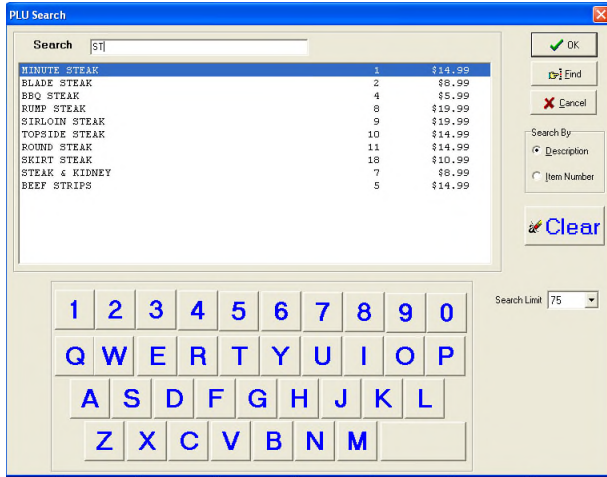 PLU Search
Search ST
OK
MINUTE STEAK 1 $14.99
BLADE STEAK 2 $8.99
BBQ STEAK 4 $5.99
RUMP STEAK 8 $19.99
SIRLOIN STEAK 9 $19.99
TOPSIDE STEAK 10 $14.99
ROUND STEAK 11 $14.99
SKIRT STEAK 18 $10.99
STEAK & KIDNEY 7 $8.99
BEEF STRIPS 5 $14.99
Find
Cancel
Search By
Description
Item Number
Clear
Search Limit 75
1 2 3 4 5 6 7 8 9 0
Q W E R T Y U I O P
A S D F G H J K L
Z X C V B N M